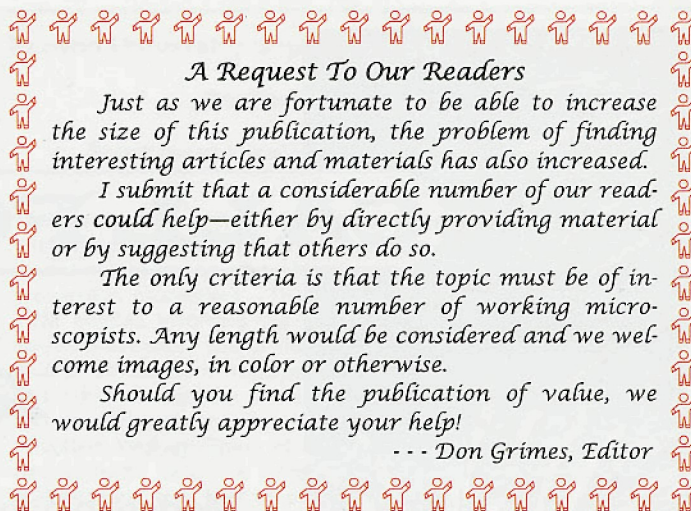 A Request To Our Readers
Just as we are fortunate to be able to increase
the size of this publication, the problem of finding
interesting articles and materials has also increased.
I submit that a considerable number of our read-
ers could help—either by directly providing material
or by suggesting that others do so.
The only criteria is that the topic must be of in-
terest to a reasonable number of working micro-
scopists. Any length would be considered and we wel-
come images, in color or otherwise.
Should you find the publication of value, we
would greatly appreciate your help!
- - - Don Grimes, Editor